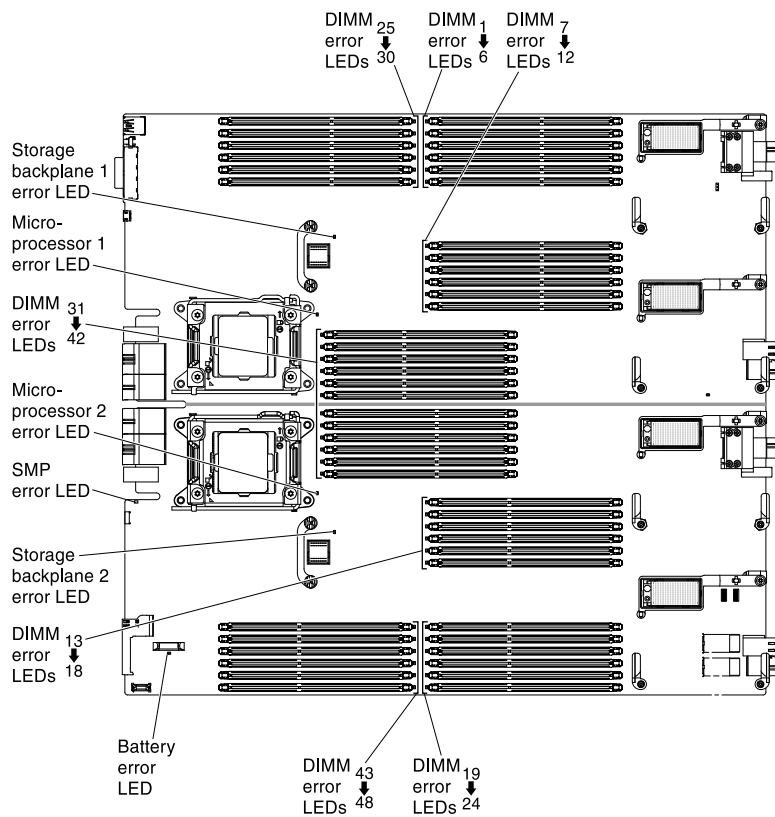 DIMM 25
error ⬇
LEDs 30
DIMM 1
error ⬇
LEDs 6
DIMM 7
error ⬇
LEDs 12
Storage
backplane 1
error LED
Micro-
processor 1
error LED
DIMM 31
error ⬇
LEDs 42
Micro-
processor 2
error LED
SMP
error LED
Storage
backplane 2
error LED
DIMM 13
error ⬇
LEDs 18
Battery
error
LED
DIMM 43
error ⬇
LEDs 48
DIMM 19
error ⬇
LEDs 24